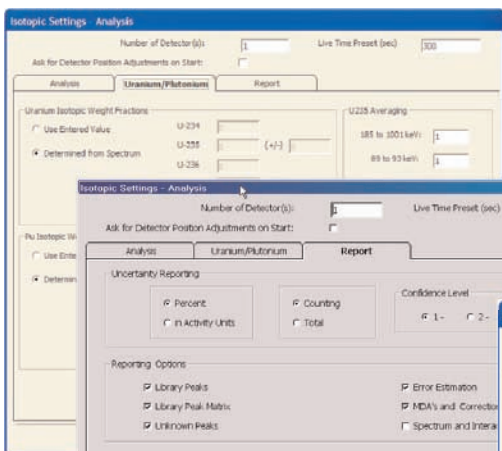 Isotopic Settings - Analysis
Number of Detector(s): 1 Live Time Preset (sec) 300
Ask for Detector Position Adjustments on Start:
Analysis Uranium/Plutonium Report
Uranium Isotopic Weight Fractions
Use Entered Value
Determined from Spectrum
U-234
U-235 (+/-)
U-236
U235 Averaging
185 to 1001 keV: 1
89 to 93 keV: 1
Pu Isotopic W
Use Ente
Determin
Isotopic Settings - Analysis
Number of Detector(s): 1 Live Time Preset (sec)
Ask for Detector Position Adjustments on Start:
Analysis Uranium/Plutonium Report
Uncertainty Reporting
Percent
in Activity Units
Counting
Total
Confidence Level
1 - 2 -
Reporting Options
Library Peaks
Library Peak Matrix
Unknown Peaks
Error Estimation
MDA's and Correctio
Spectrum and Intera